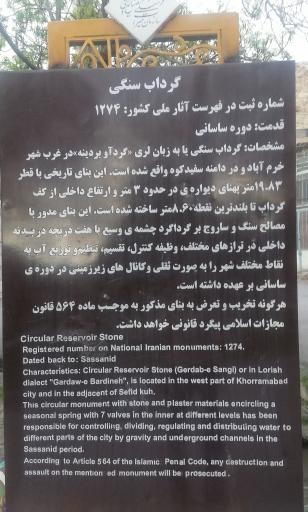 گرداب سنگی
شماره ثبت در فهرست آثار ملی کشور: ۱۲۷۴
قدمت: دوره ساسانی
مشخصات: گرداب سنگی یا به زبان لری «گردآو بردینه»در غرب شهر
خرم آباد و در دامنه سفیدکوه واقع شده است. این بنای تاریخی با قطر
۱۹.۸۳متر پهنای دیواره ی در حدود ۳ متر و ارتفاع داخلی از کف
گرداب تا بلندترین نقطه۸.۶۰متر ساخته شده است. این بنای مدور با
مصالح سنگ و ساروج بر گرداگرد چشمه ی وسیع با هفت دریچه در بدنه
داخلی در ترازهای مختلف، وظیفه کنترل، تقسیم، تنظیم و توزیع آب به
نقاط مختلف شهر را به صورت ثقلی وکانال های زیرزمینی در دوره ی
ساسانی بر عهده داشته است.
هرگونه تخریب و تعرض به بنای مذکور به موجب ماده ۵۶۴ قانون
مجازات اسلامی پیگرد قانونی خواهد داشت.
Circular Reservoir Stone
Registered number on National Iranian monuments: 1274.
Dated back to: Sassanid
Characteristics: Circular Reservoir Stone (Gerdab-e Sangi) or in Lorish
dialect "Gardaw-e Bardineh", is located in the west part of Khorramabad
city and in the adjacent of Sefid kuh.
This circular monument with stone and plaster materials encircling a
seasonal spring with 7 valves in the inner at different levels has been
responsible for controlling, dividing, regulating and distributing water to
different parts of the city by gravity and underground channels in the
Sassanid period.
According to Article 564 of the Islamic Penal Code, any destruction and
assault on the mention ed monument will be prosecuted.